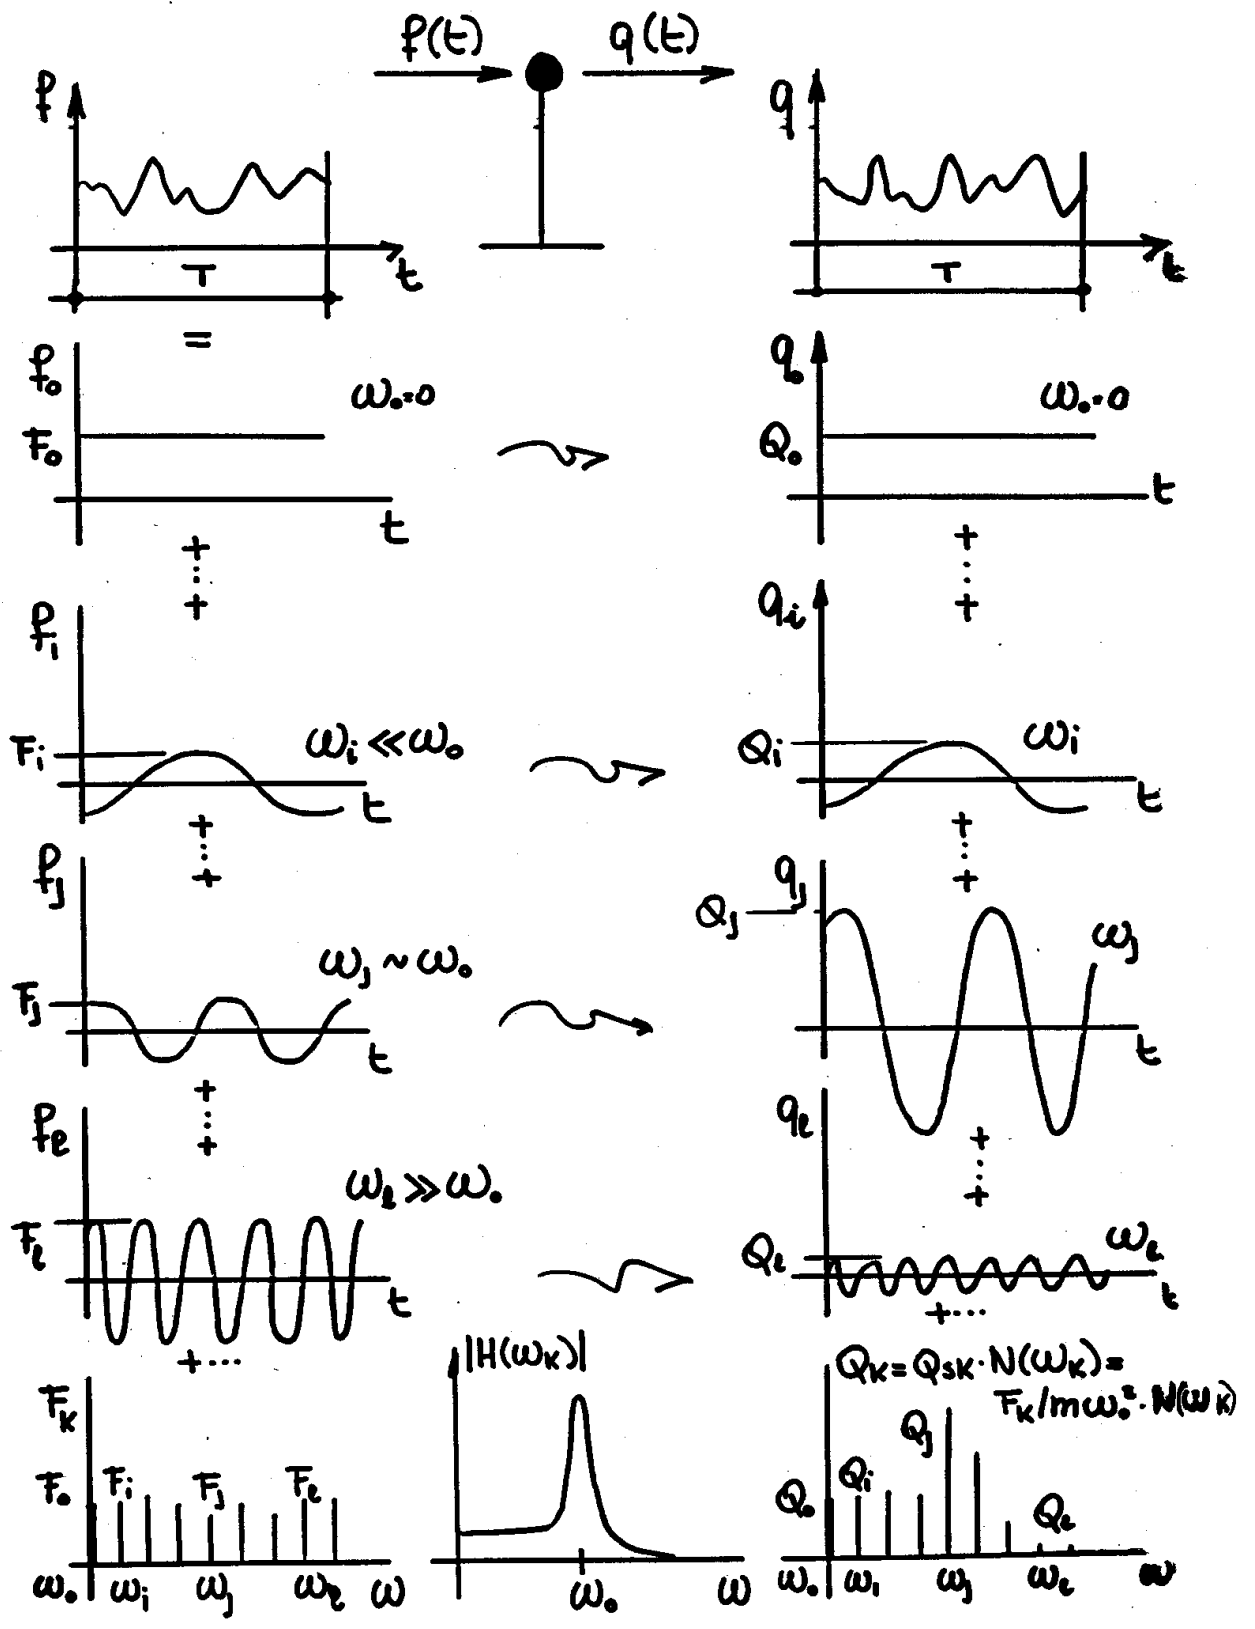 f(t) q(t)
f q
T t T t
=
f₀ ω₀=0 q₀ ω₀=0
F₀ Q₀
t t
+ +
+ +
fᵢ qᵢ
Fᵢ ωᵢ ≪ ω₀ Qᵢ ωᵢ
t t
+ +
+ +
fⱼ qⱼ
Qⱼ
ωⱼ ~ ω₀ ωⱼ
Fⱼ
t t
+ +
+ +
fℓ qℓ
ωℓ ≫ ω₀
Fℓ Qℓ ωℓ
t t
+... +...
|H(ωK)| QK = QSK · N(ωK) =
FK FK/mω₀² · N(ωK)
F₀ Fᵢ Fⱼ Fℓ Q₀ Qᵢ Qⱼ Qℓ
ω₀ ωᵢ ωⱼ ωℓ ω ω₀ ω ω₀ ω₁ ωⱼ ωℓ ω